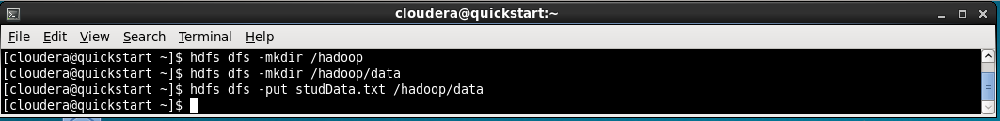 cloudera@quickstart:~
File Edit View Search Terminal Help
[cloudera@quickstart ~]$ hdfs dfs -mkdir /hadoop
[cloudera@quickstart ~]$ hdfs dfs -mkdir /hadoop/data
[cloudera@quickstart ~]$ hdfs dfs -put studData.txt /hadoop/data
[cloudera@quickstart ~]$